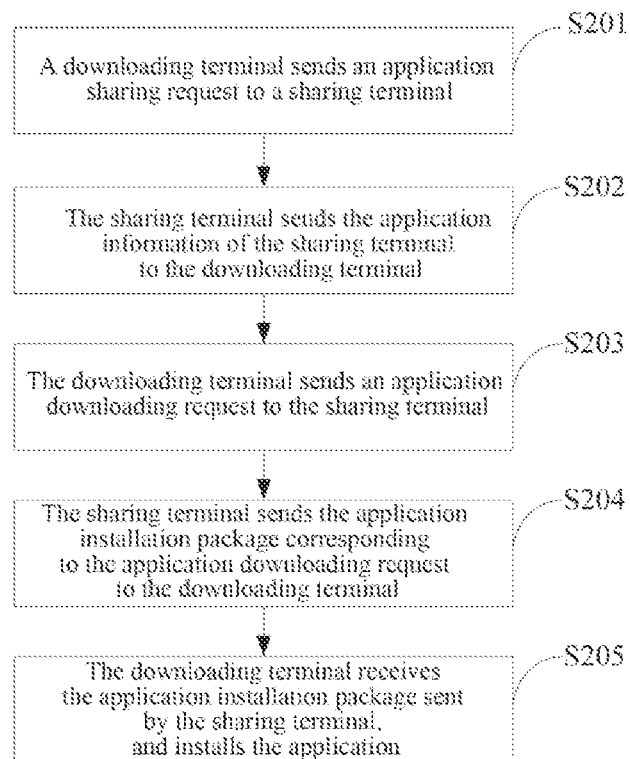 S201
A downloading terminal sends an application
sharing request to a sharing terminal
S202
The sharing terminal sends the application
information of the sharing terminal
to the downloading terminal
S203
The downloading terminal sends an application
downloading request to the sharing terminal
S204
The sharing terminal sends the application
installation package corresponding
to the application downloading request
to the downloading terminal
S205
The downloading terminal receives
the application installation package sent
by the sharing terminal,
and installs the application